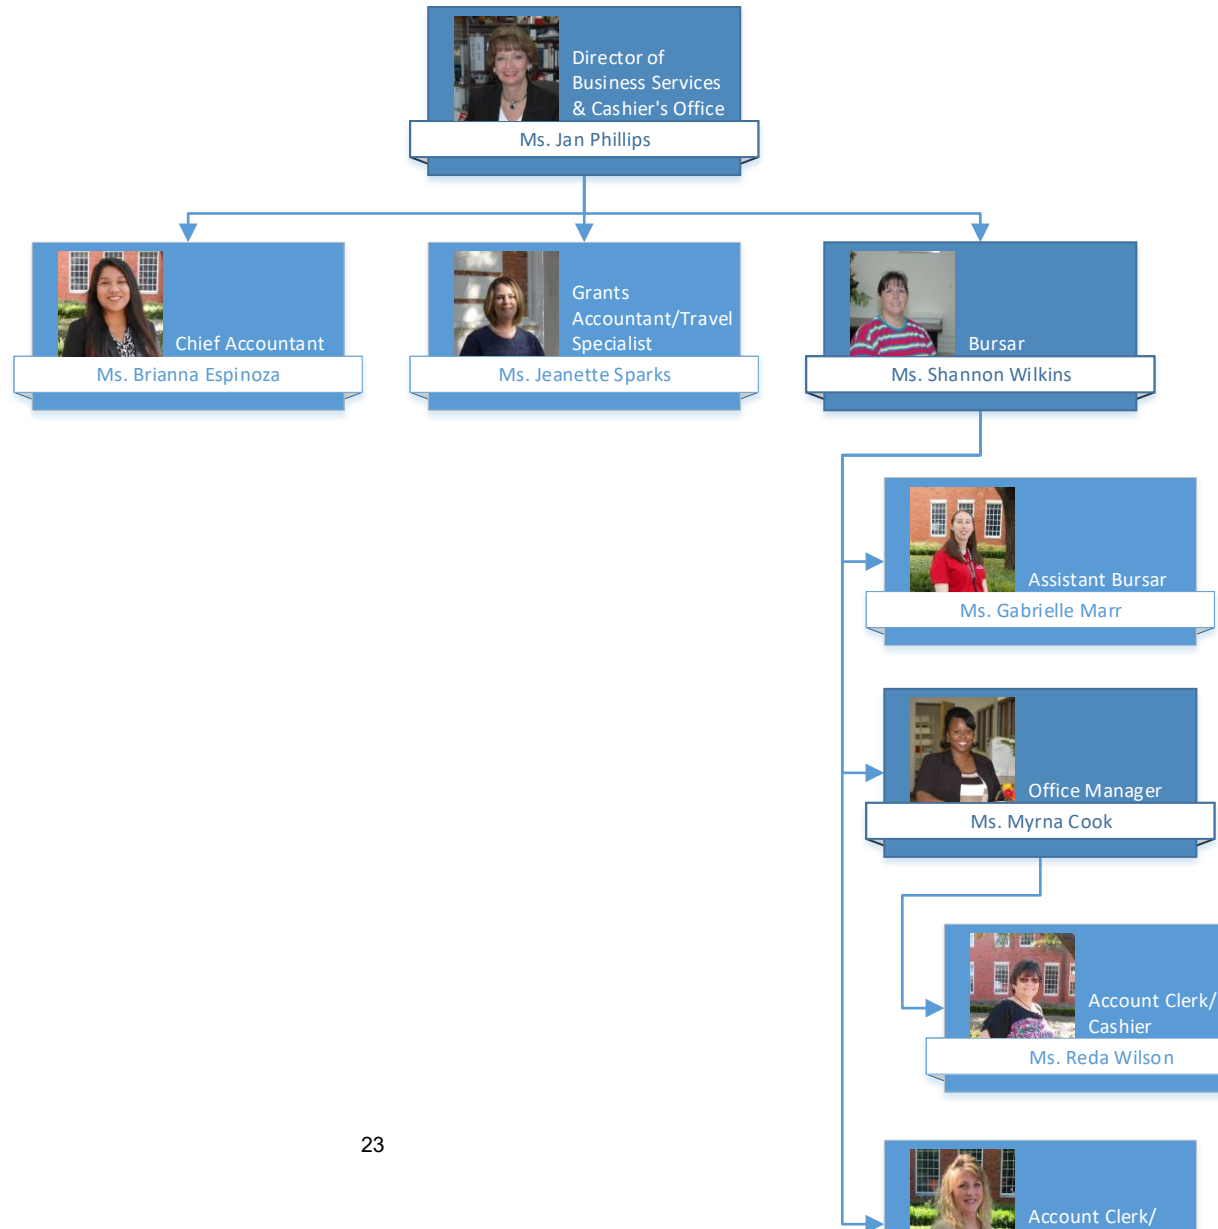 Director of
Business Services
& Cashier's Office
Ms. Jan Phillips
Chief Accountant
Ms. Brianna Espinoza
Grants
Accountant/Travel
Specialist
Ms. Jeanette Sparks
Bursar
Ms. Shannon Wilkins
Assistant Bursar
Ms. Gabrielle Marr
Office Manager
Ms. Myrna Cook
Account Clerk/
Cashier
Ms. Reda Wilson
Account Clerk/
23